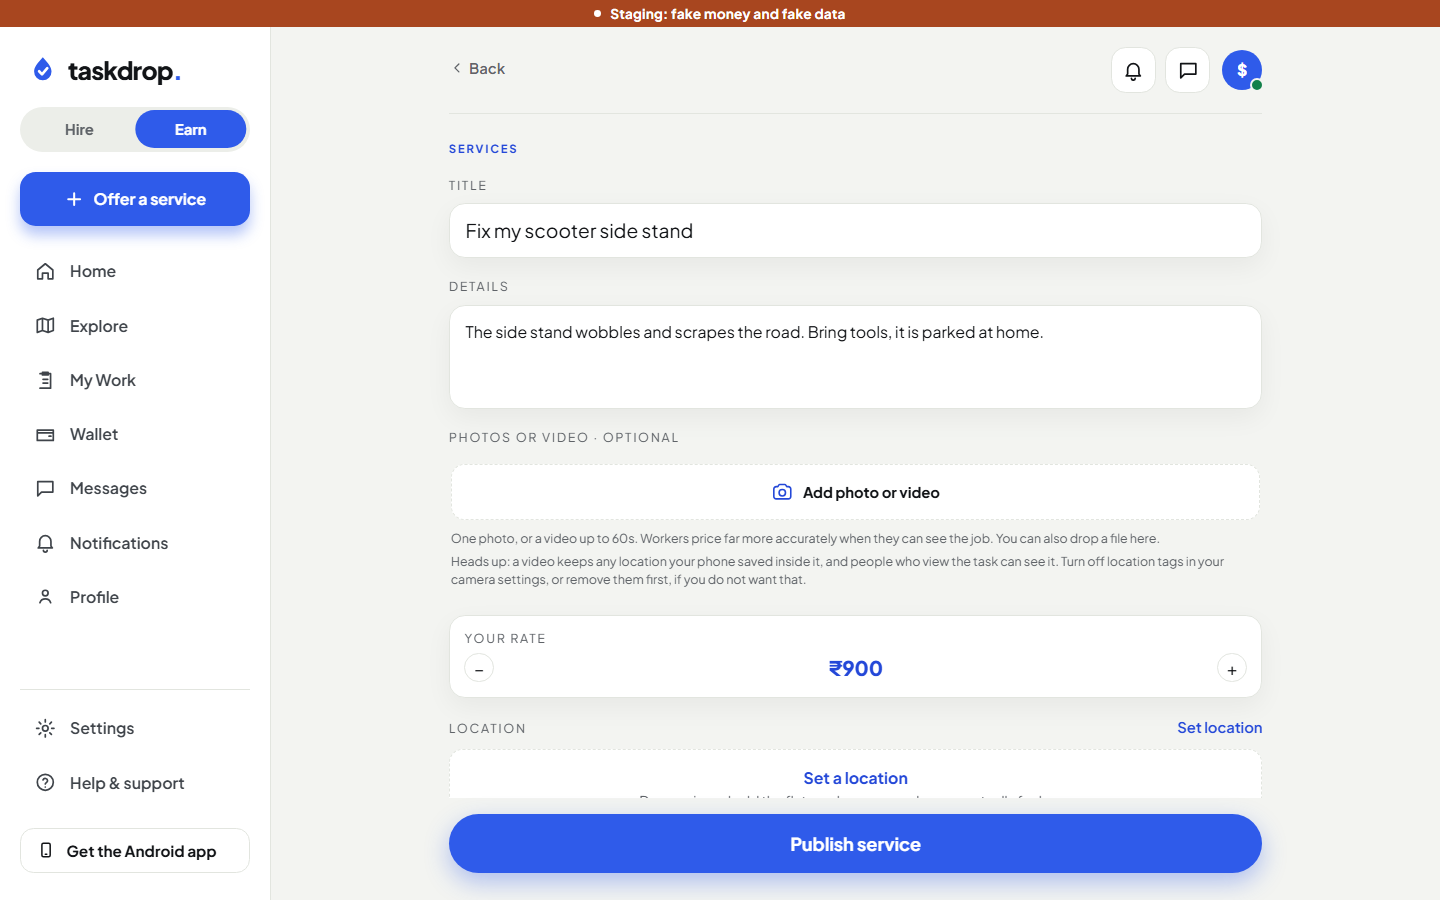 Staging: fake money and fake data
taskdrop.
Hire
Earn
Offer a service
Home
Explore
My Work
Wallet
Messages
Notifications
Profile
Settings
Help & support
Get the Android app
Back
$
SERVICES
TITLE
Fix my scooter side stand
DETAILS
The side stand wobbles and scrapes the road. Bring tools, it is parked at home.
PHOTOS OR VIDEO · OPTIONAL
Add photo or video
One photo, or a video up to 60s. Workers price far more accurately when they can see the job. You can also drop a file here.
Heads up: a video keeps any location your phone saved inside it, and people who view the task can see it. Turn off location tags in your
camera settings, or remove them first, if you do not want that.
YOUR RATE
− ₹900 +
LOCATION
Set location
Set a location
Publish service